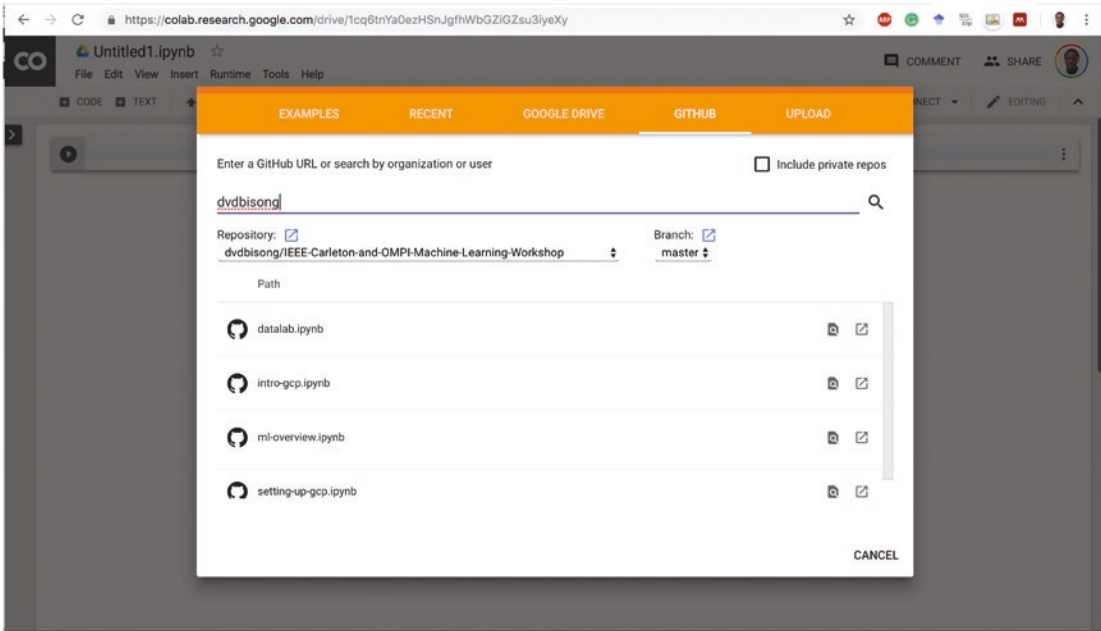 https://colab.research.google.com/drive/1cq6tnYa0ezHSnJgfhWbGZiGZsu3iyeXy
CO Untitled1.ipynb
COMMENT SHARE
File Edit View Insert Runtime Tools Help
CODE TEXT
NECT EDITING
EXAMPLES RECENT GOOGLE DRIVE GITHUB UPLOAD
Enter a GitHub URL or search by organization or user
Include private repos
dvdbisong
Repository: Branch:
dvdbisong/IEEE-Carleton-and-OMPI-Machine-Learning-Workshop master
Path
datalab.ipynb
intro-gcp.ipynb
ml-overview.ipynb
setting-up-gcp.ipynb
CANCEL